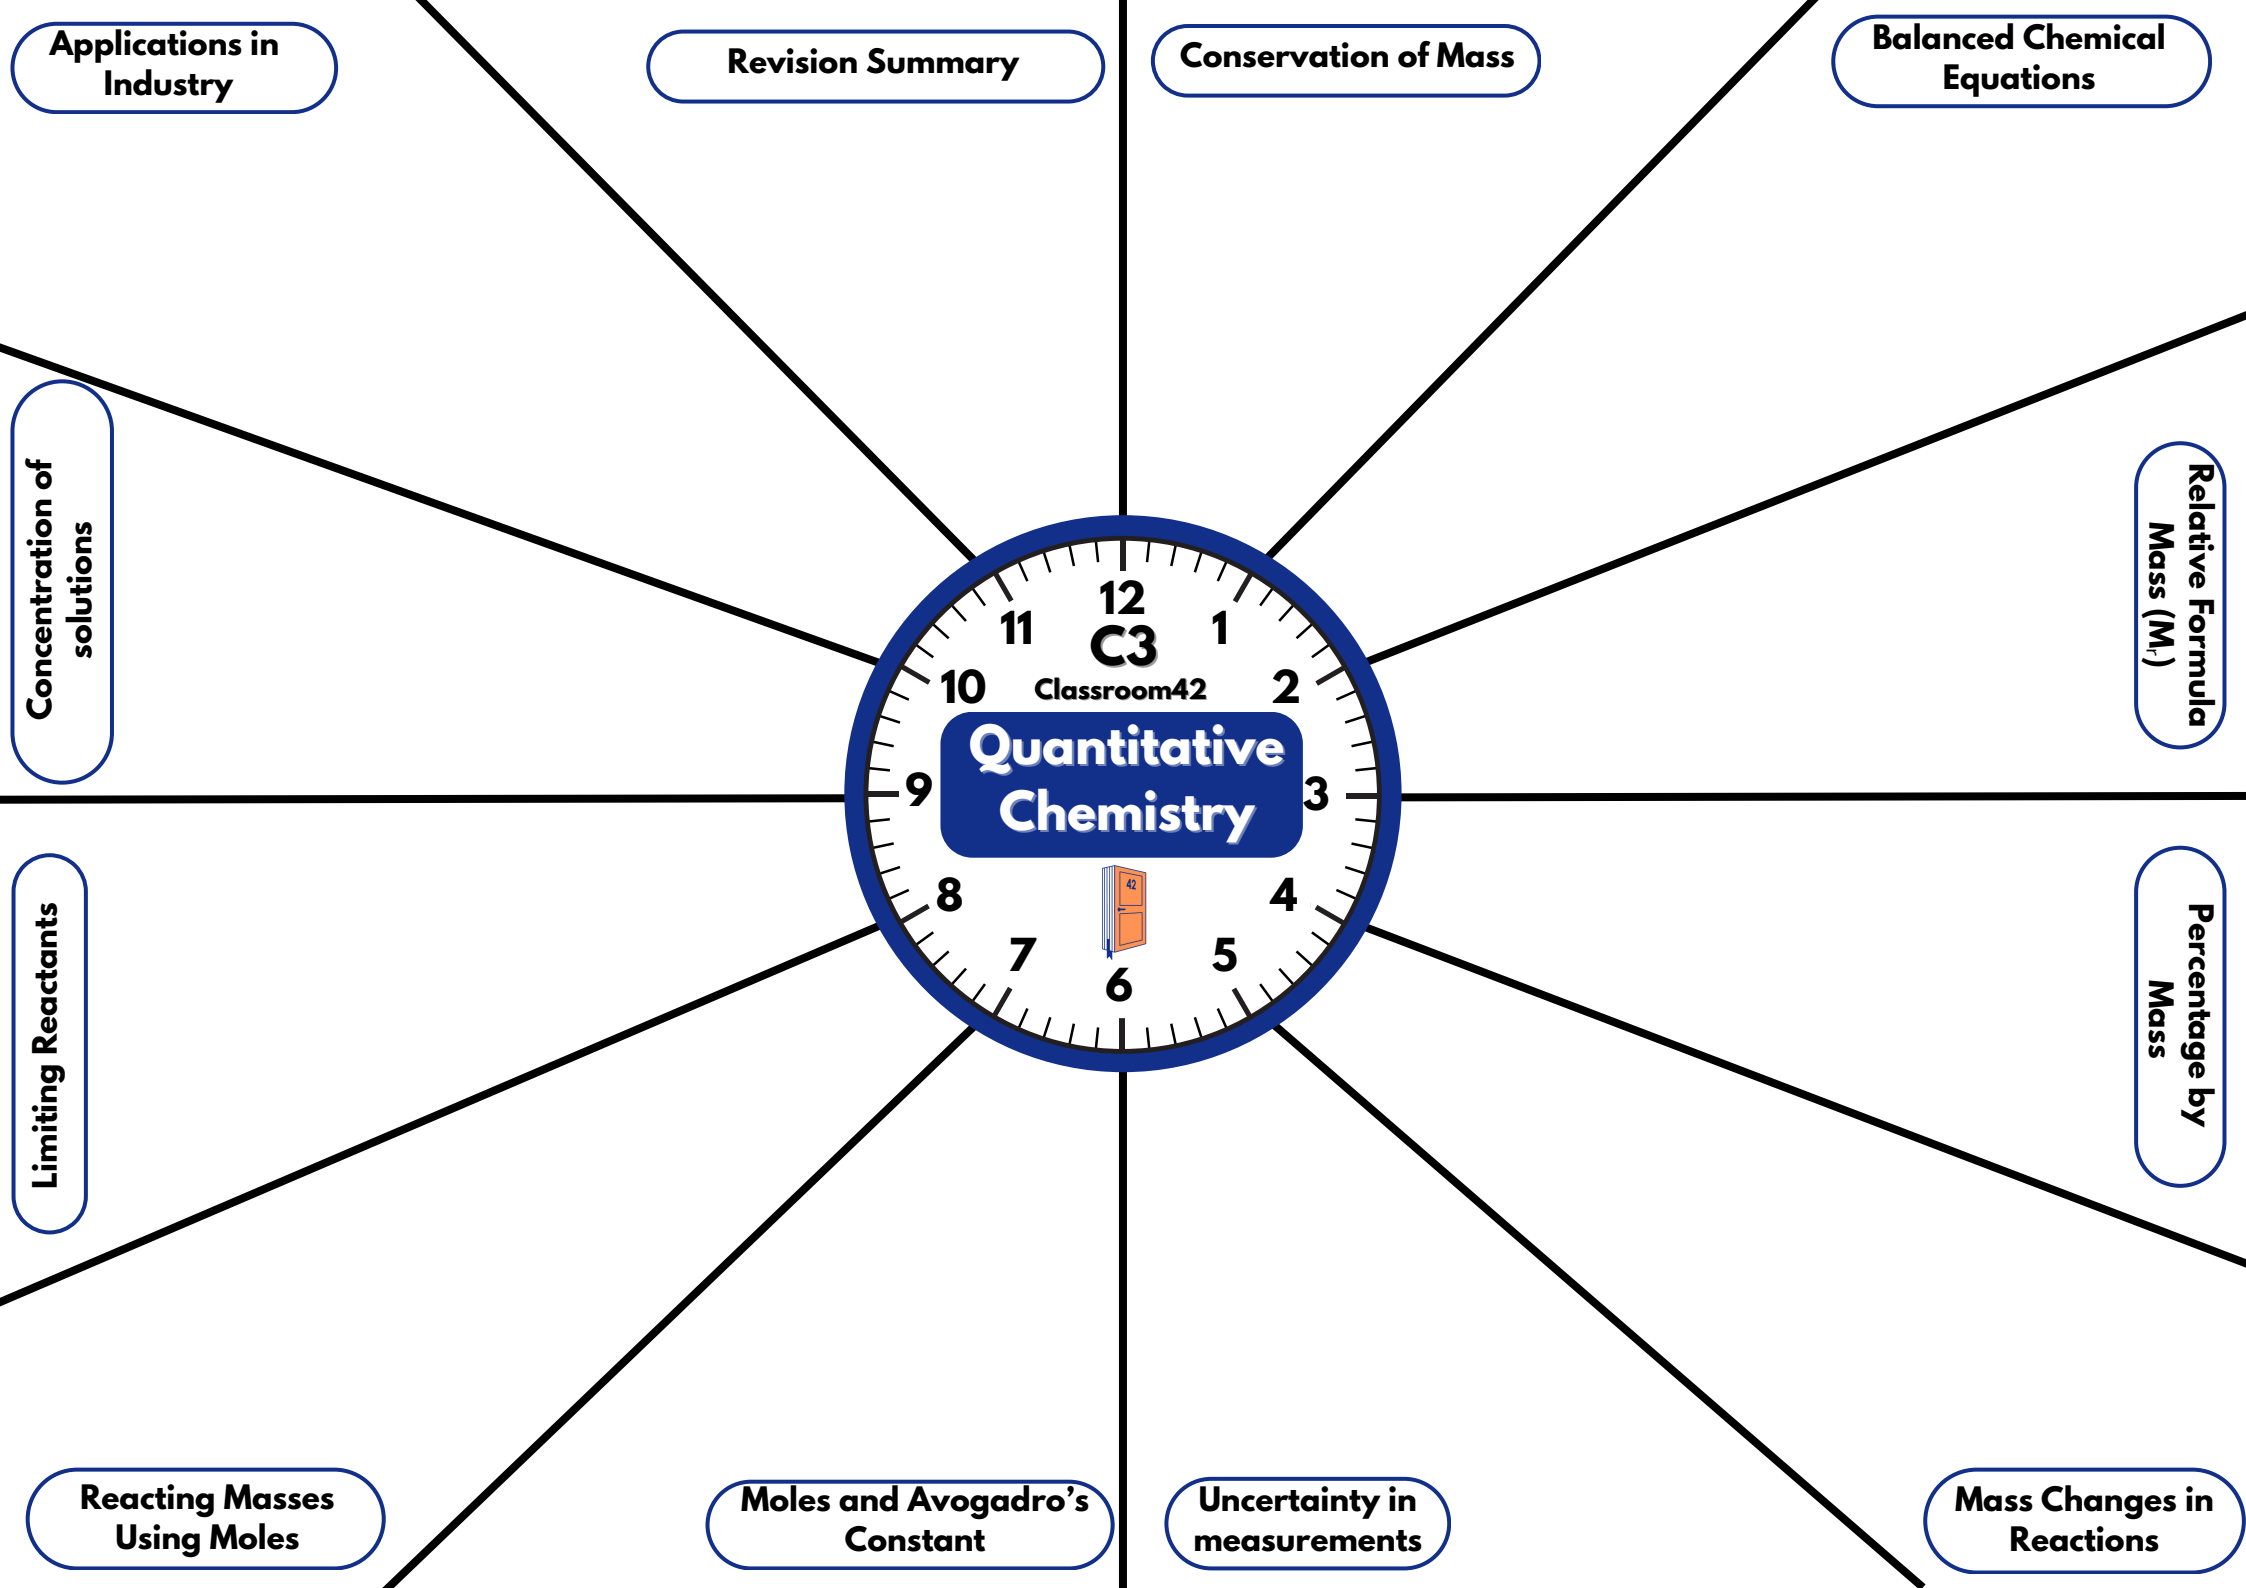 Applications in
Industry
Revision Summary
Conservation of Mass
Balanced Chemical
Equations
Concentration of
solutions
Relative Formula
Mass (Mᵣ)
12
11
1
C3
10
2
Classroom42
Quantitative
Chemistry
9
3
42
8
4
7
5
6
Limiting Reactants
Percentage by
Mass
Reacting Masses
Using Moles
Moles and Avogadro’s
Constant
Uncertainty in
measurements
Mass Changes in
Reactions